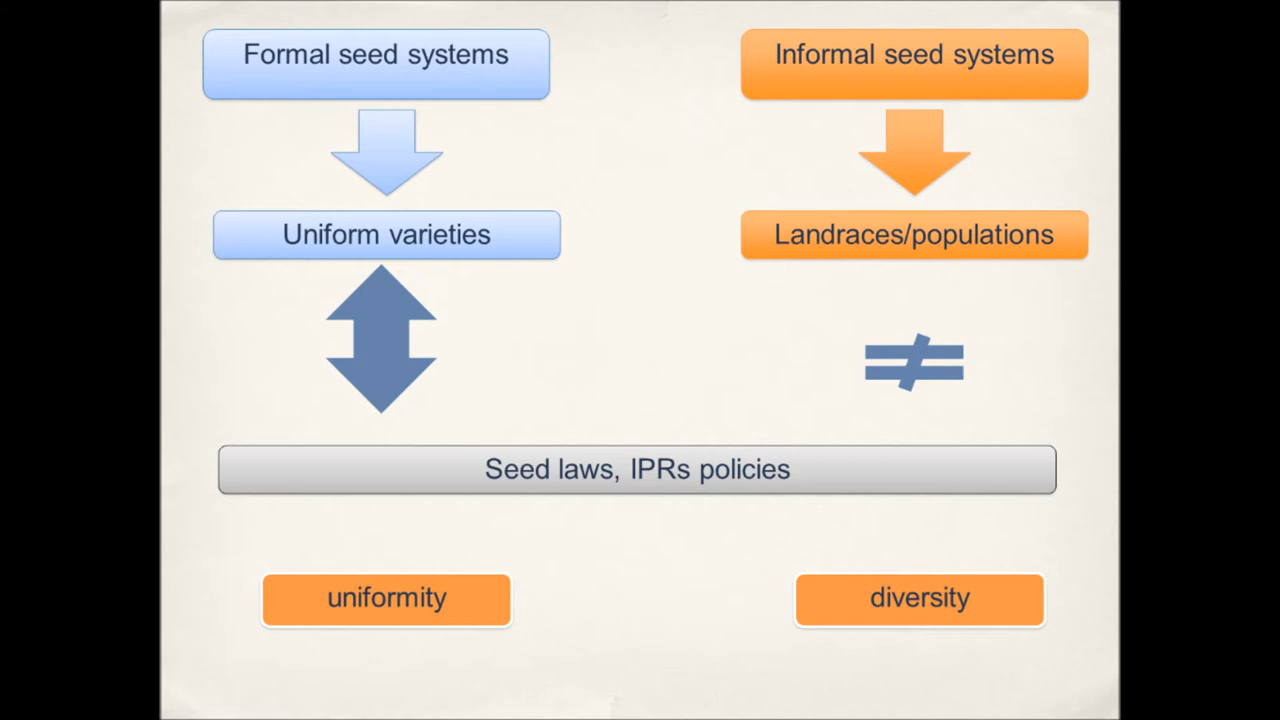 Formal seed systems
Informal seed systems
Uniform varieties
Landraces/populations
≠
Seed laws, IPRs policies
uniformity
diversity